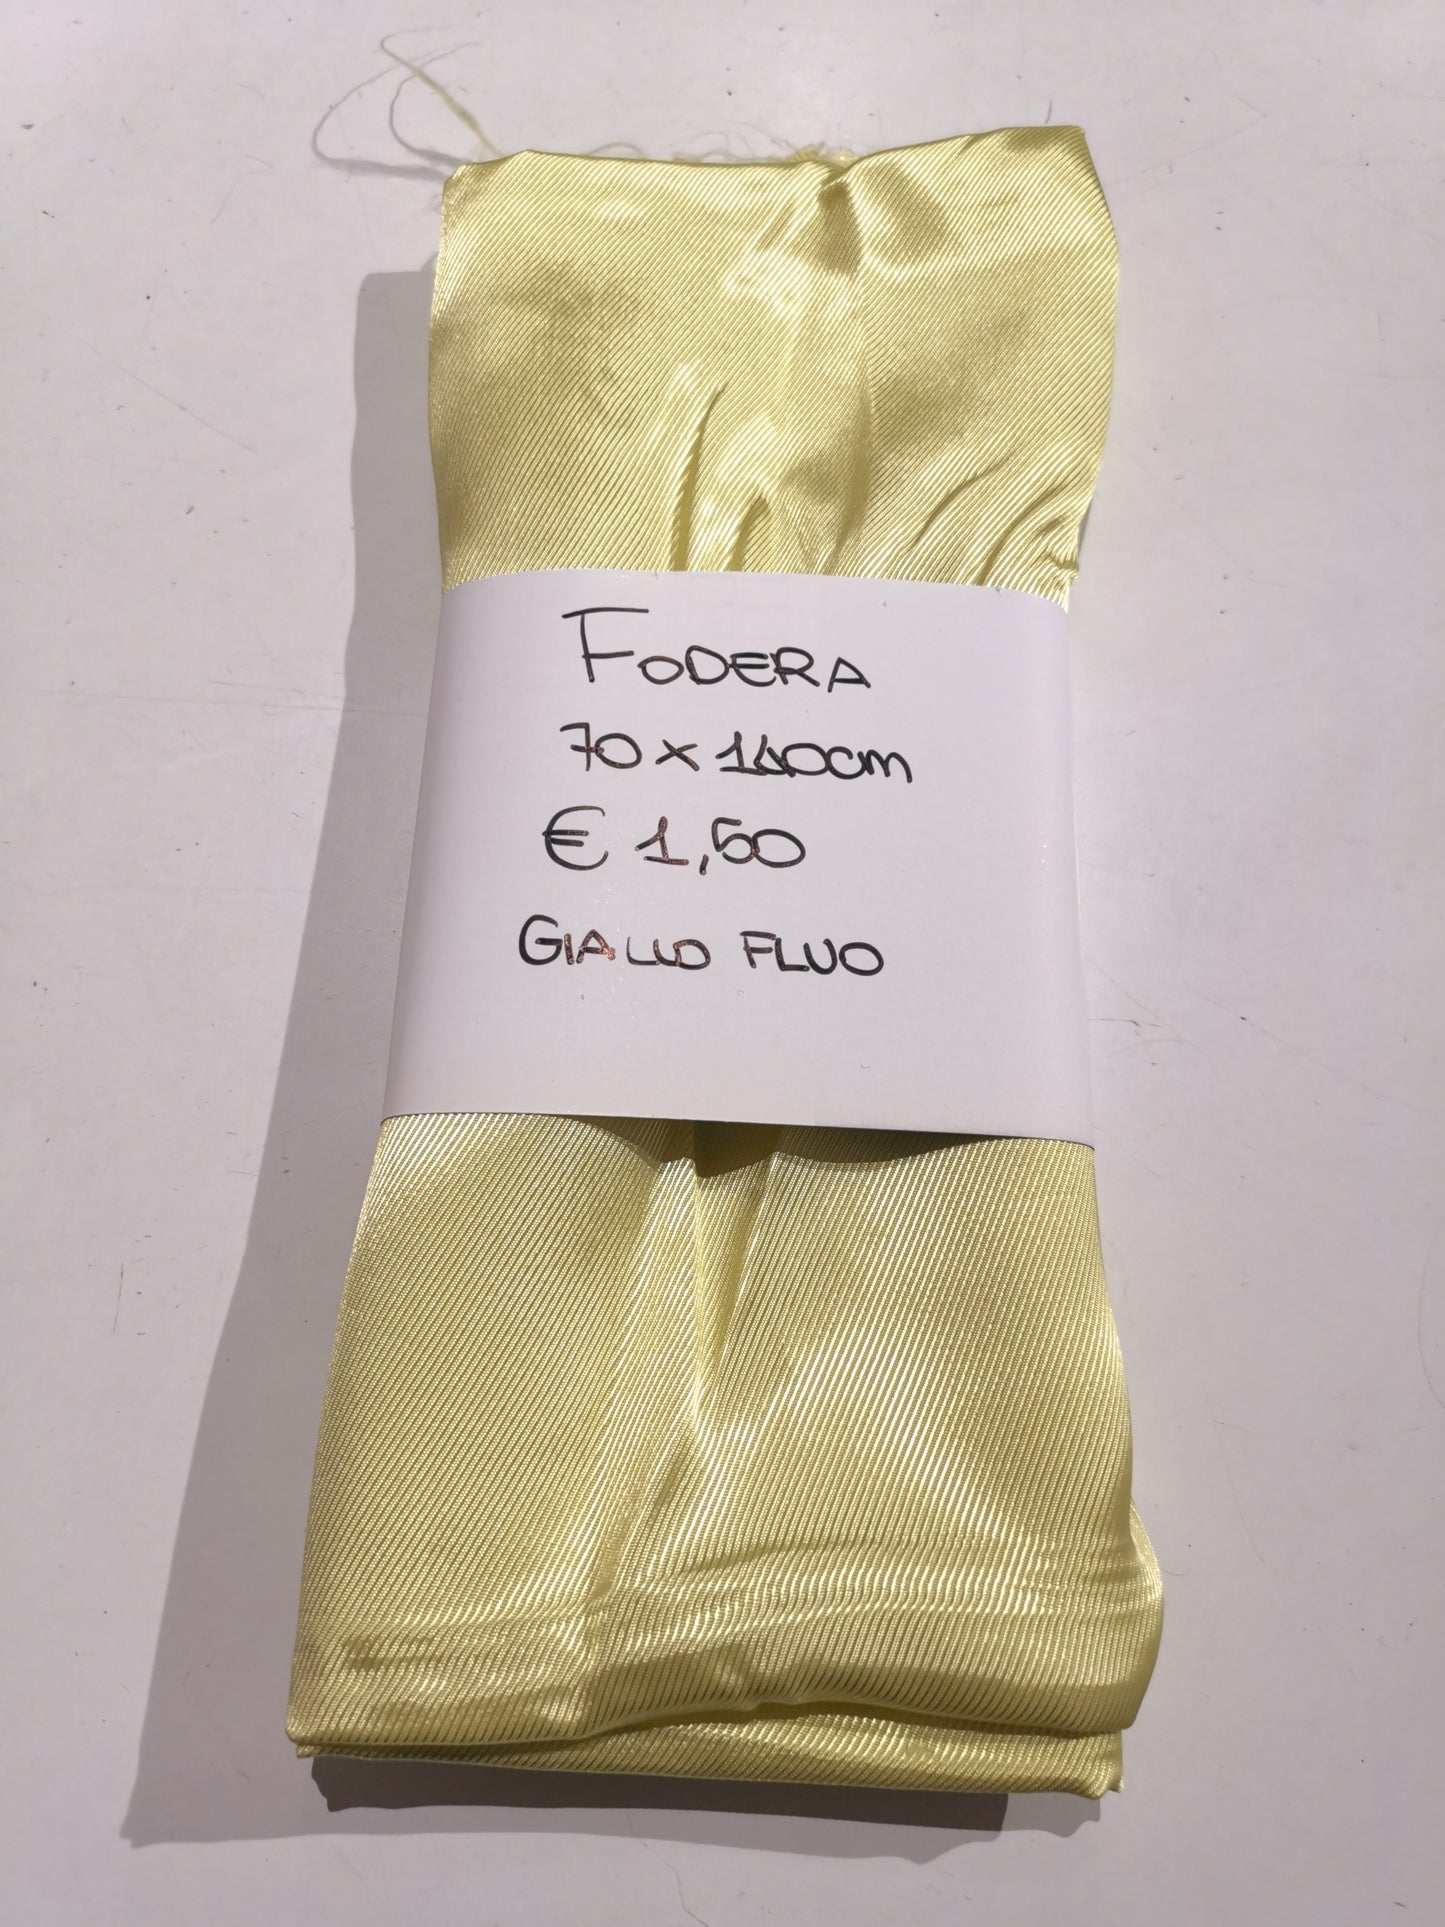 FODERA
70 x 140cm
€ 1,50
GIALLO FLUO